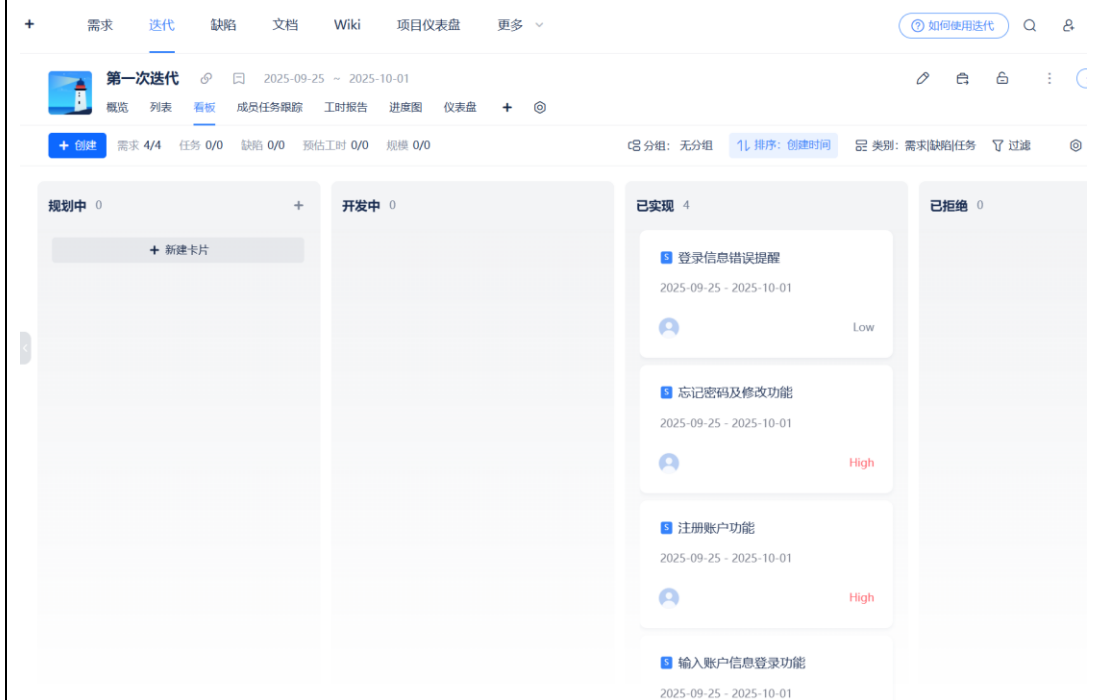 + 需求 迭代 缺陷 文档 Wiki 项目仪表盘 更多 如何使用迭代
第一次迭代 2025-09-25 ~ 2025-10-01
概览 列表 看板 成员任务跟踪 工时报告 进度图 仪表盘 +
+ 创建 需求 4/4 任务 0/0 缺陷 0/0 预估工时 0/0 规模 0/0 分组: 无分组 排序: 创建时间 类别: 需求|缺陷|任务 过滤
规划中 0 +
+ 新建卡片
开发中 0
已实现 4
S 登录信息错误提醒
2025-09-25 - 2025-10-01
Low
S 忘记密码及修改功能
2025-09-25 - 2025-10-01
High
S 注册账户功能
2025-09-25 - 2025-10-01
High
S 输入账户信息登录功能
2025-09-25 - 2025-10-01
已拒绝 0